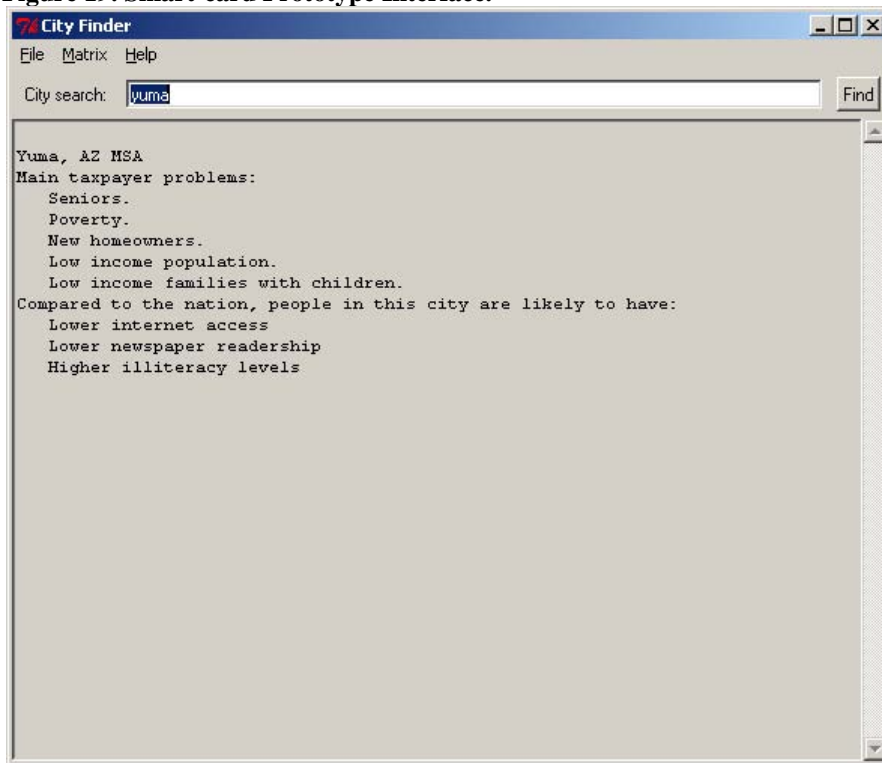 Figure 19. Smart-card Prototype Interface.
City Finder
File Matrix Help
City search: yuma Find
Yuma, AZ MSA
Main taxpayer problems:
Seniors.
Poverty.
New homeowners.
Low income population.
Low income families with children.
Compared to the nation, people in this city are likely to have:
Lower internet access
Lower newspaper readership
Higher illiteracy levels